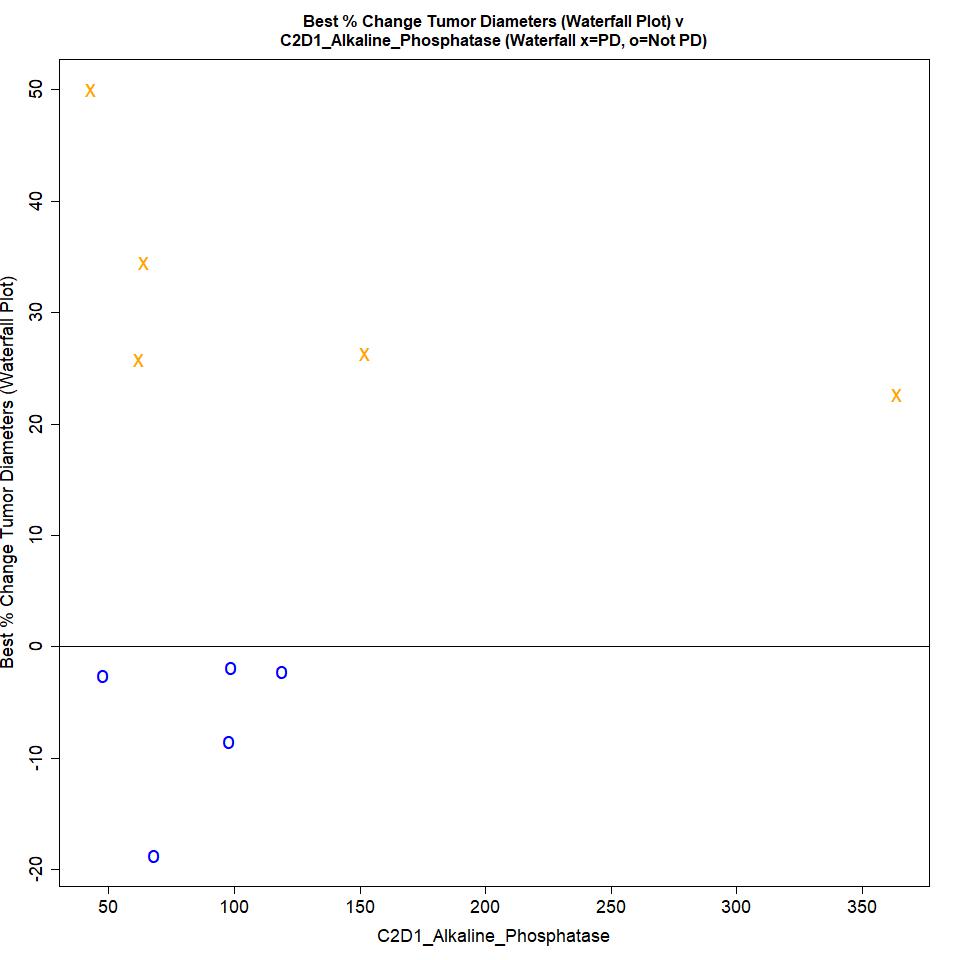 Best % Change Tumor Diameters (Waterfall Plot) v
C2D1_Alkaline_Phosphatase (Waterfall x=PD, o=Not PD)
Best % Change Tumor Diameters (Waterfall Plot)
50
40
30
20
10
0
-10
-20
X
X
X
X
X
O
O
O
O
O
50 100 150 200 250 300 350
C2D1_Alkaline_Phosphatase